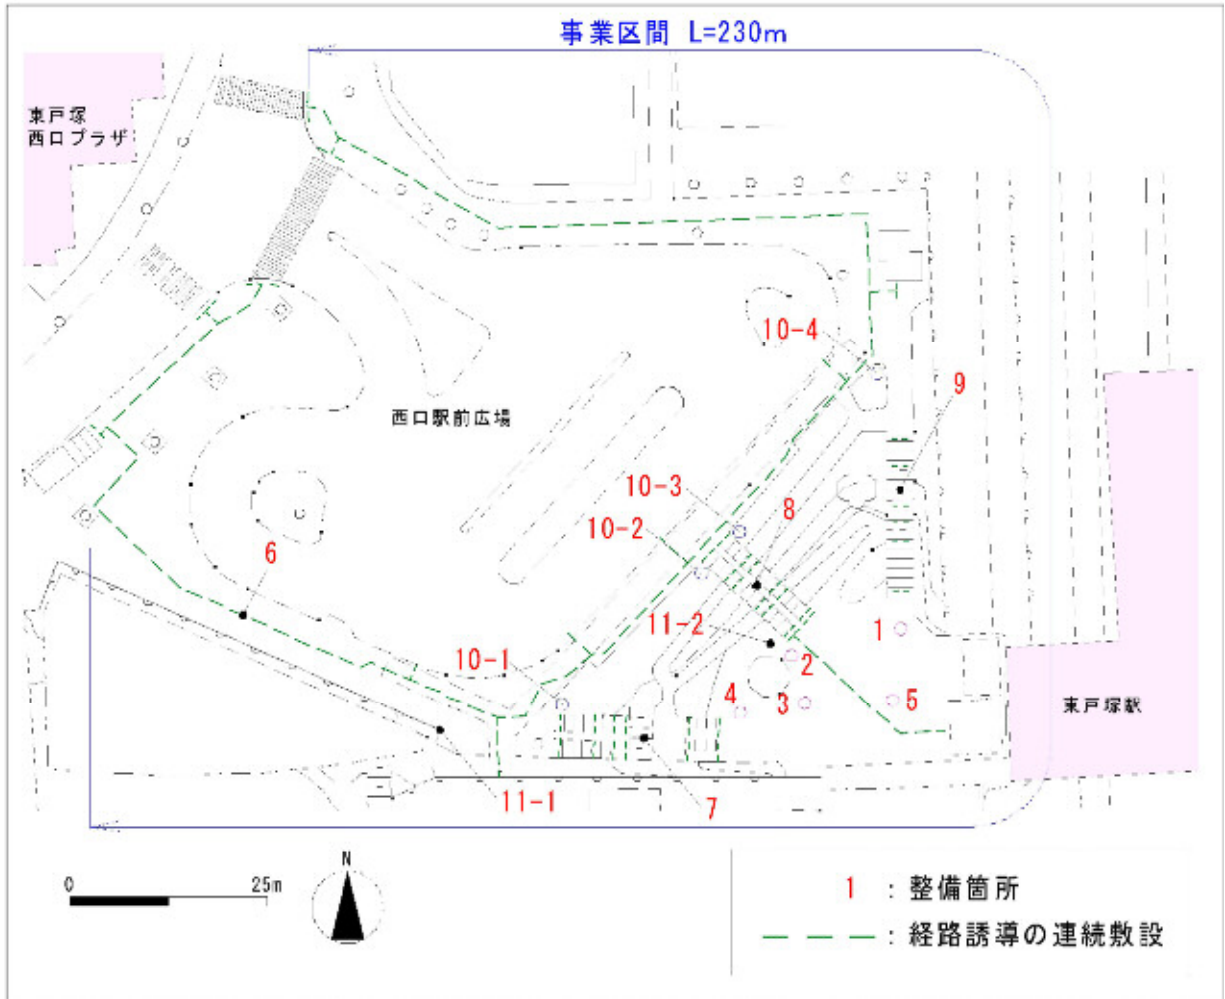 事業区間 L=230m
東戸塚
西口プラザ
10-4
9
西口駅前広場
10-3
8
10-2
6
11-2
1
10-1
2
4
3
5
東戸塚駅
11-1
7
0
25m
N
1 : 整備箇所
: 経路誘導の連続敷設